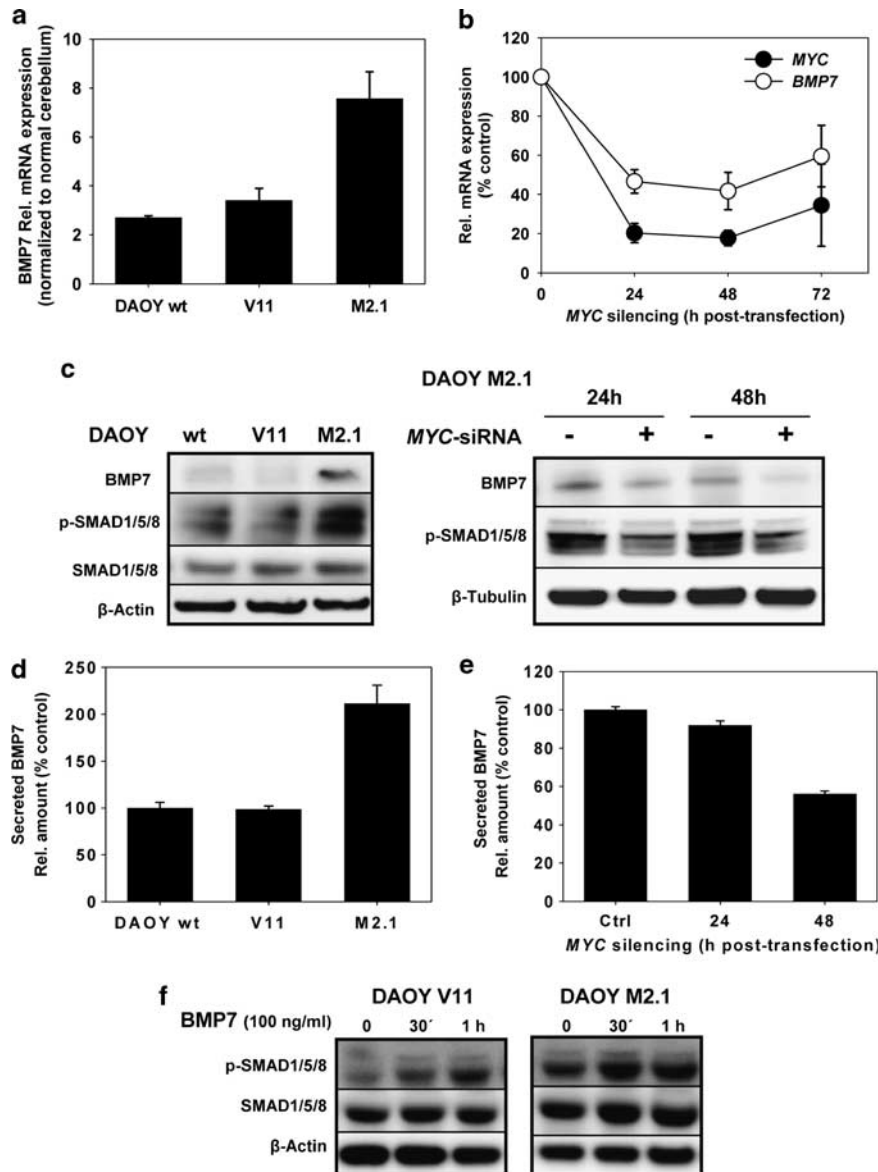 a
BMP7 Rel. mRNA expression
(normalized to normal cerebellum)
10
8
6
4
2
0
DAOY wt V11 M2.1
b
Rel. mRNA expression
(% control)
120
100
80
60
40
20
0
MYC
BMP7
0 24 48 72
MYC silencing (h post-transfection)
c
DAOY wt V11 M2.1
BMP7
p-SMAD1/5/8
SMAD1/5/8
β-Actin
DAOY M2.1
24h 48h
MYC-siRNA - + - +
BMP7
p-SMAD1/5/8
β-Tubulin
d
Secreted BMP7
Rel. amount (% control)
250
200
150
100
50
0
DAOY wt V11 M2.1
e
Secreted BMP7
Rel. amount (% control)
120
100
80
60
40
20
0
Ctrl 24 48
MYC silencing (h post-transfection)
f
DAOY V11 DAOY M2.1
BMP7 (100 ng/ml) 0 30´ 1 h 0 30´ 1 h
p-SMAD1/5/8
SMAD1/5/8
β-Actin